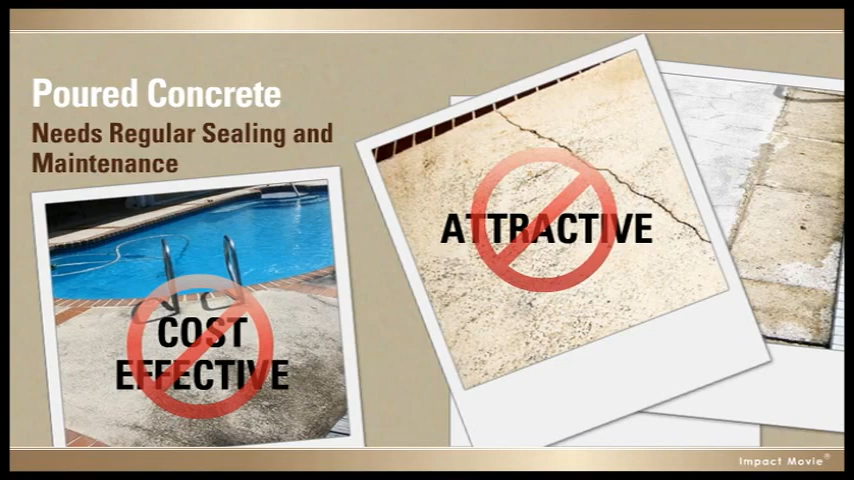 Poured Concrete
Needs Regular Sealing and
Maintenance
ATTRACTIVE
COST
EFFECTIVE
Impact Movie®